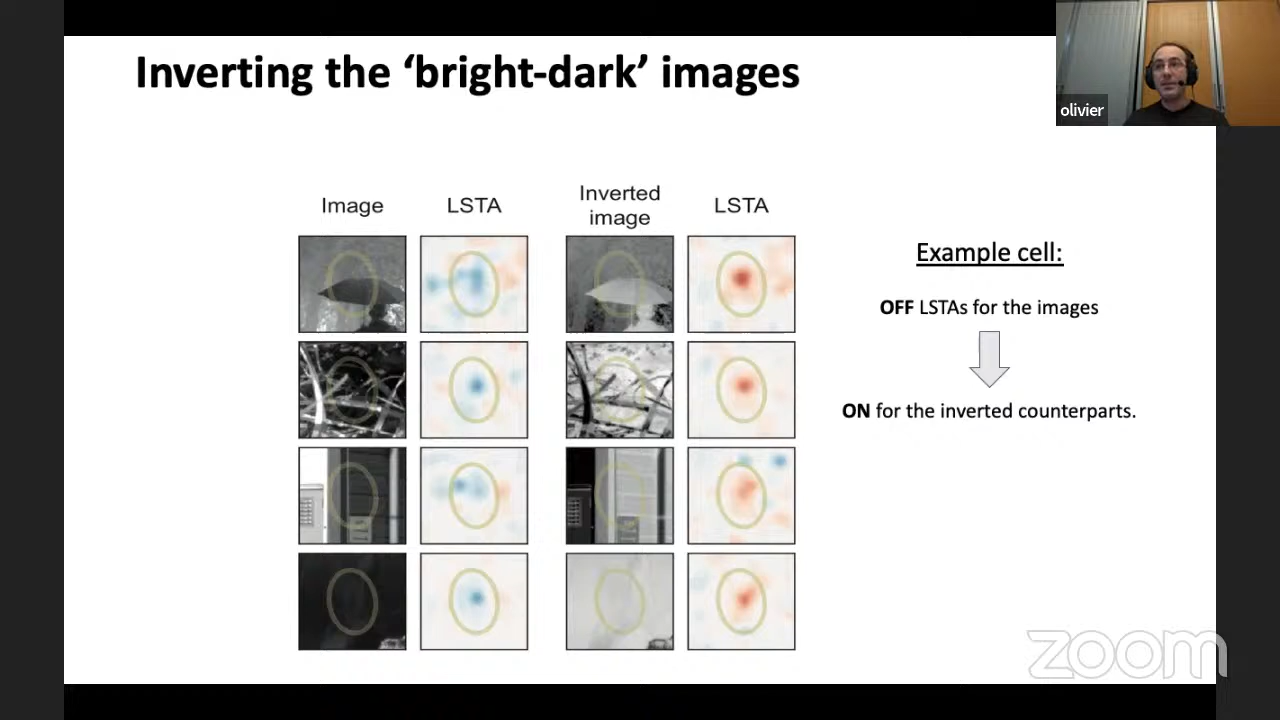 Inverting the ‘bright-dark’ images
olivier
Image
LSTA
Inverted
image
LSTA
Example cell:
OFF LSTAs for the images
ON for the inverted counterparts.
zoom